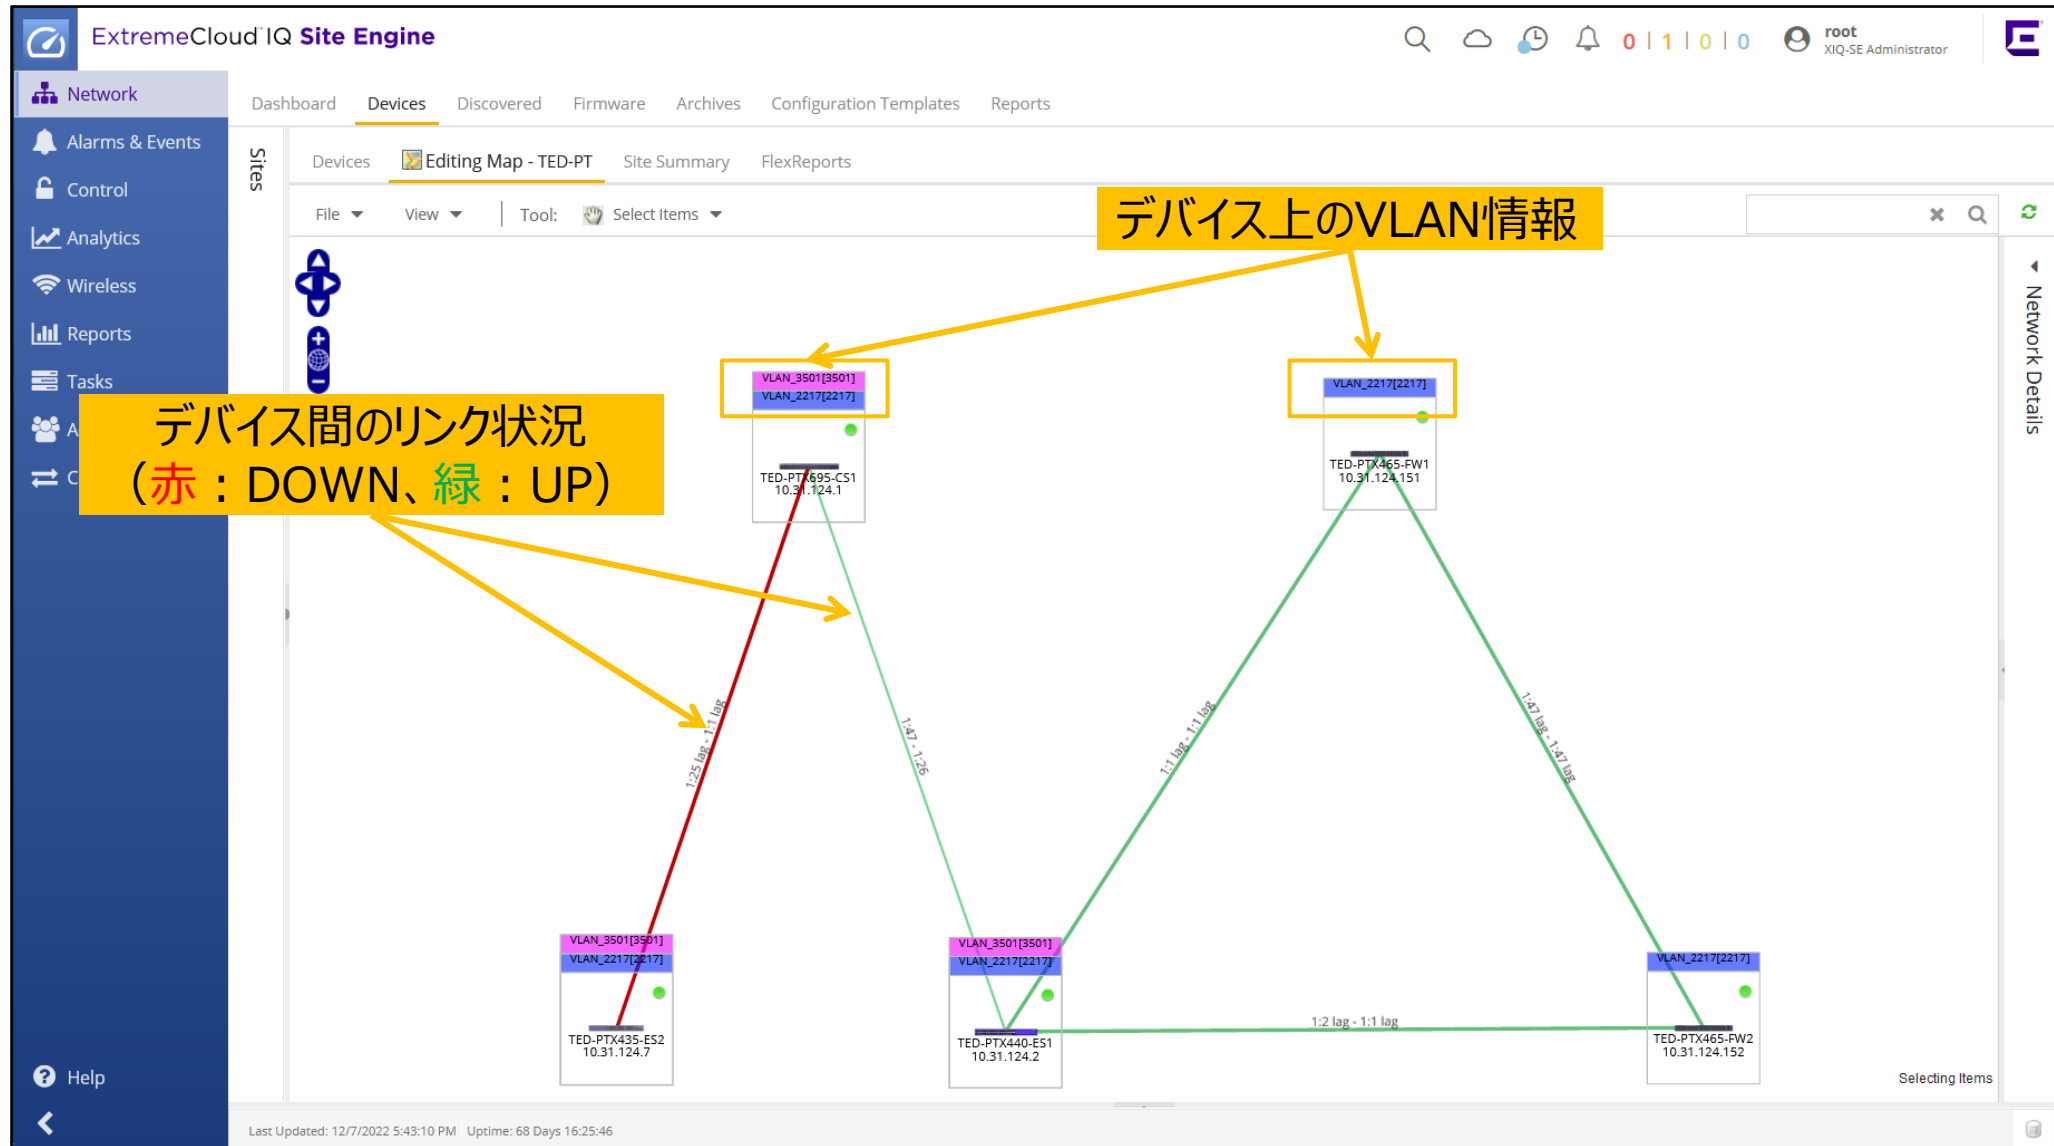 ExtremeCloud IQ Site Engine
0 | 1 | 0 | 0
root
XIQ-SE Administrator
Network
Alarms & Events
Control
Analytics
Wireless
Reports
Tasks
A
C
Help
Dashboard Devices Discovered Firmware Archives Configuration Templates Reports
Sites
Devices Editing Map - TED-PT Site Summary FlexReports
File View Tool: Select Items
デバイス上のVLAN情報
Network Details
デバイス間のリンク状況
（赤：DOWN、緑：UP）
VLAN_3501[3501]
VLAN_2217[2217]
TED-PTX695-CS1
10.31.124.1
VLAN_2217[2217]
TED-PTX465-FW1
10.31.124.151
1:25 lag - 1:1 lag
1:47 - 1:26
1:1 lag - 1:1 lag
1:47 lag - 1:47 lag
VLAN_3501[3501]
VLAN_2217[2217]
TED-PTX435-ES2
10.31.124.7
VLAN_3501[3501]
VLAN_2217[2217]
TED-PTX440-ES1
10.31.124.2
1:2 lag - 1:1 lag
VLAN_2217[2217]
TED-PTX465-FW2
10.31.124.152
Selecting Items
Last Updated: 12/7/2022 5:43:10 PM Uptime: 68 Days 16:25:46